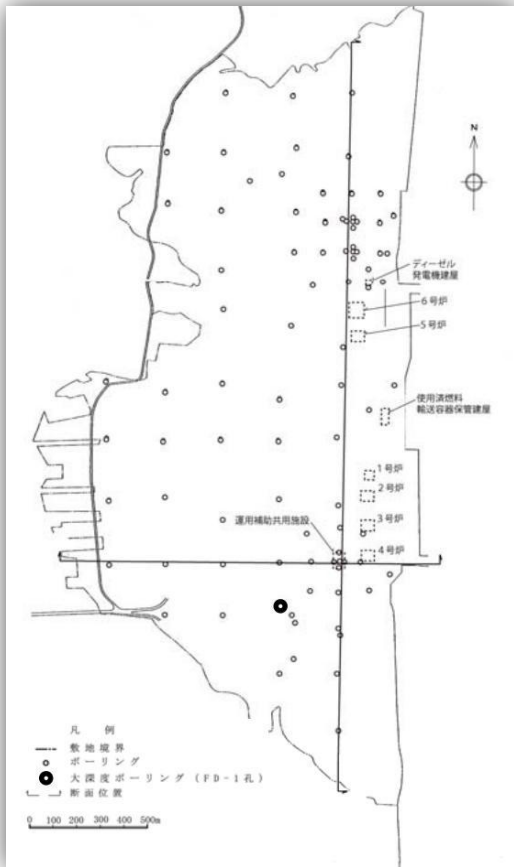 N
ディーゼル
発電機建屋
6号炉
5号炉
使用済燃料
輸送容器保管建屋
1号炉
2号炉
3号炉
運用補助共用施設
4号炉
凡 例
敷地境界
ボーリング
大深度ボーリング (FD-1孔)
断面位置
0 100 200 300 400 500m